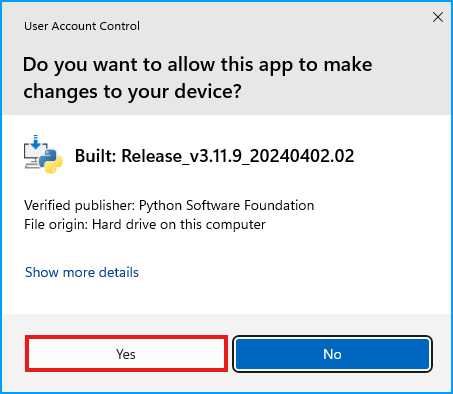 User Account Control
Do you want to allow this app to make
changes to your device?
Built: Release_v3.11.9_20240402.02
Verified publisher: Python Software Foundation
File origin: Hard drive on this computer
Show more details
Yes
No